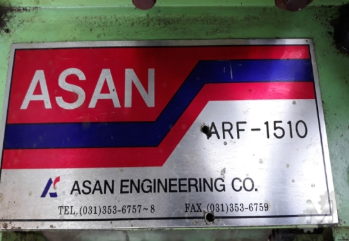 ASAN
ARF-1510
ASAN ENGINEERING CO.
TEL.(031)353-6757~8 FAX.(031)353-6759